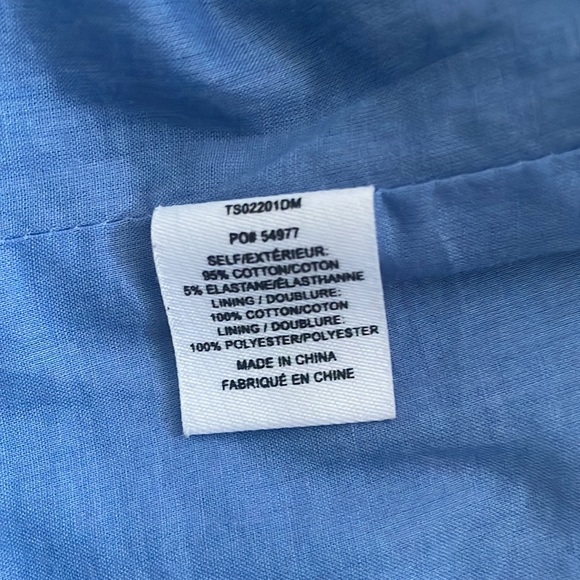 TS02201DM
PO# 54977
SELF/EXTÉRIEUR:
95% COTTON/COTON
5% ELASTANE/ÉLASTHANNE
LINING / DOUBLURE:
100% COTTON/COTON
LINING / DOUBLURE:
100% POLYESTER/POLYESTER
MADE IN CHINA
FABRIQUÉ EN CHINE